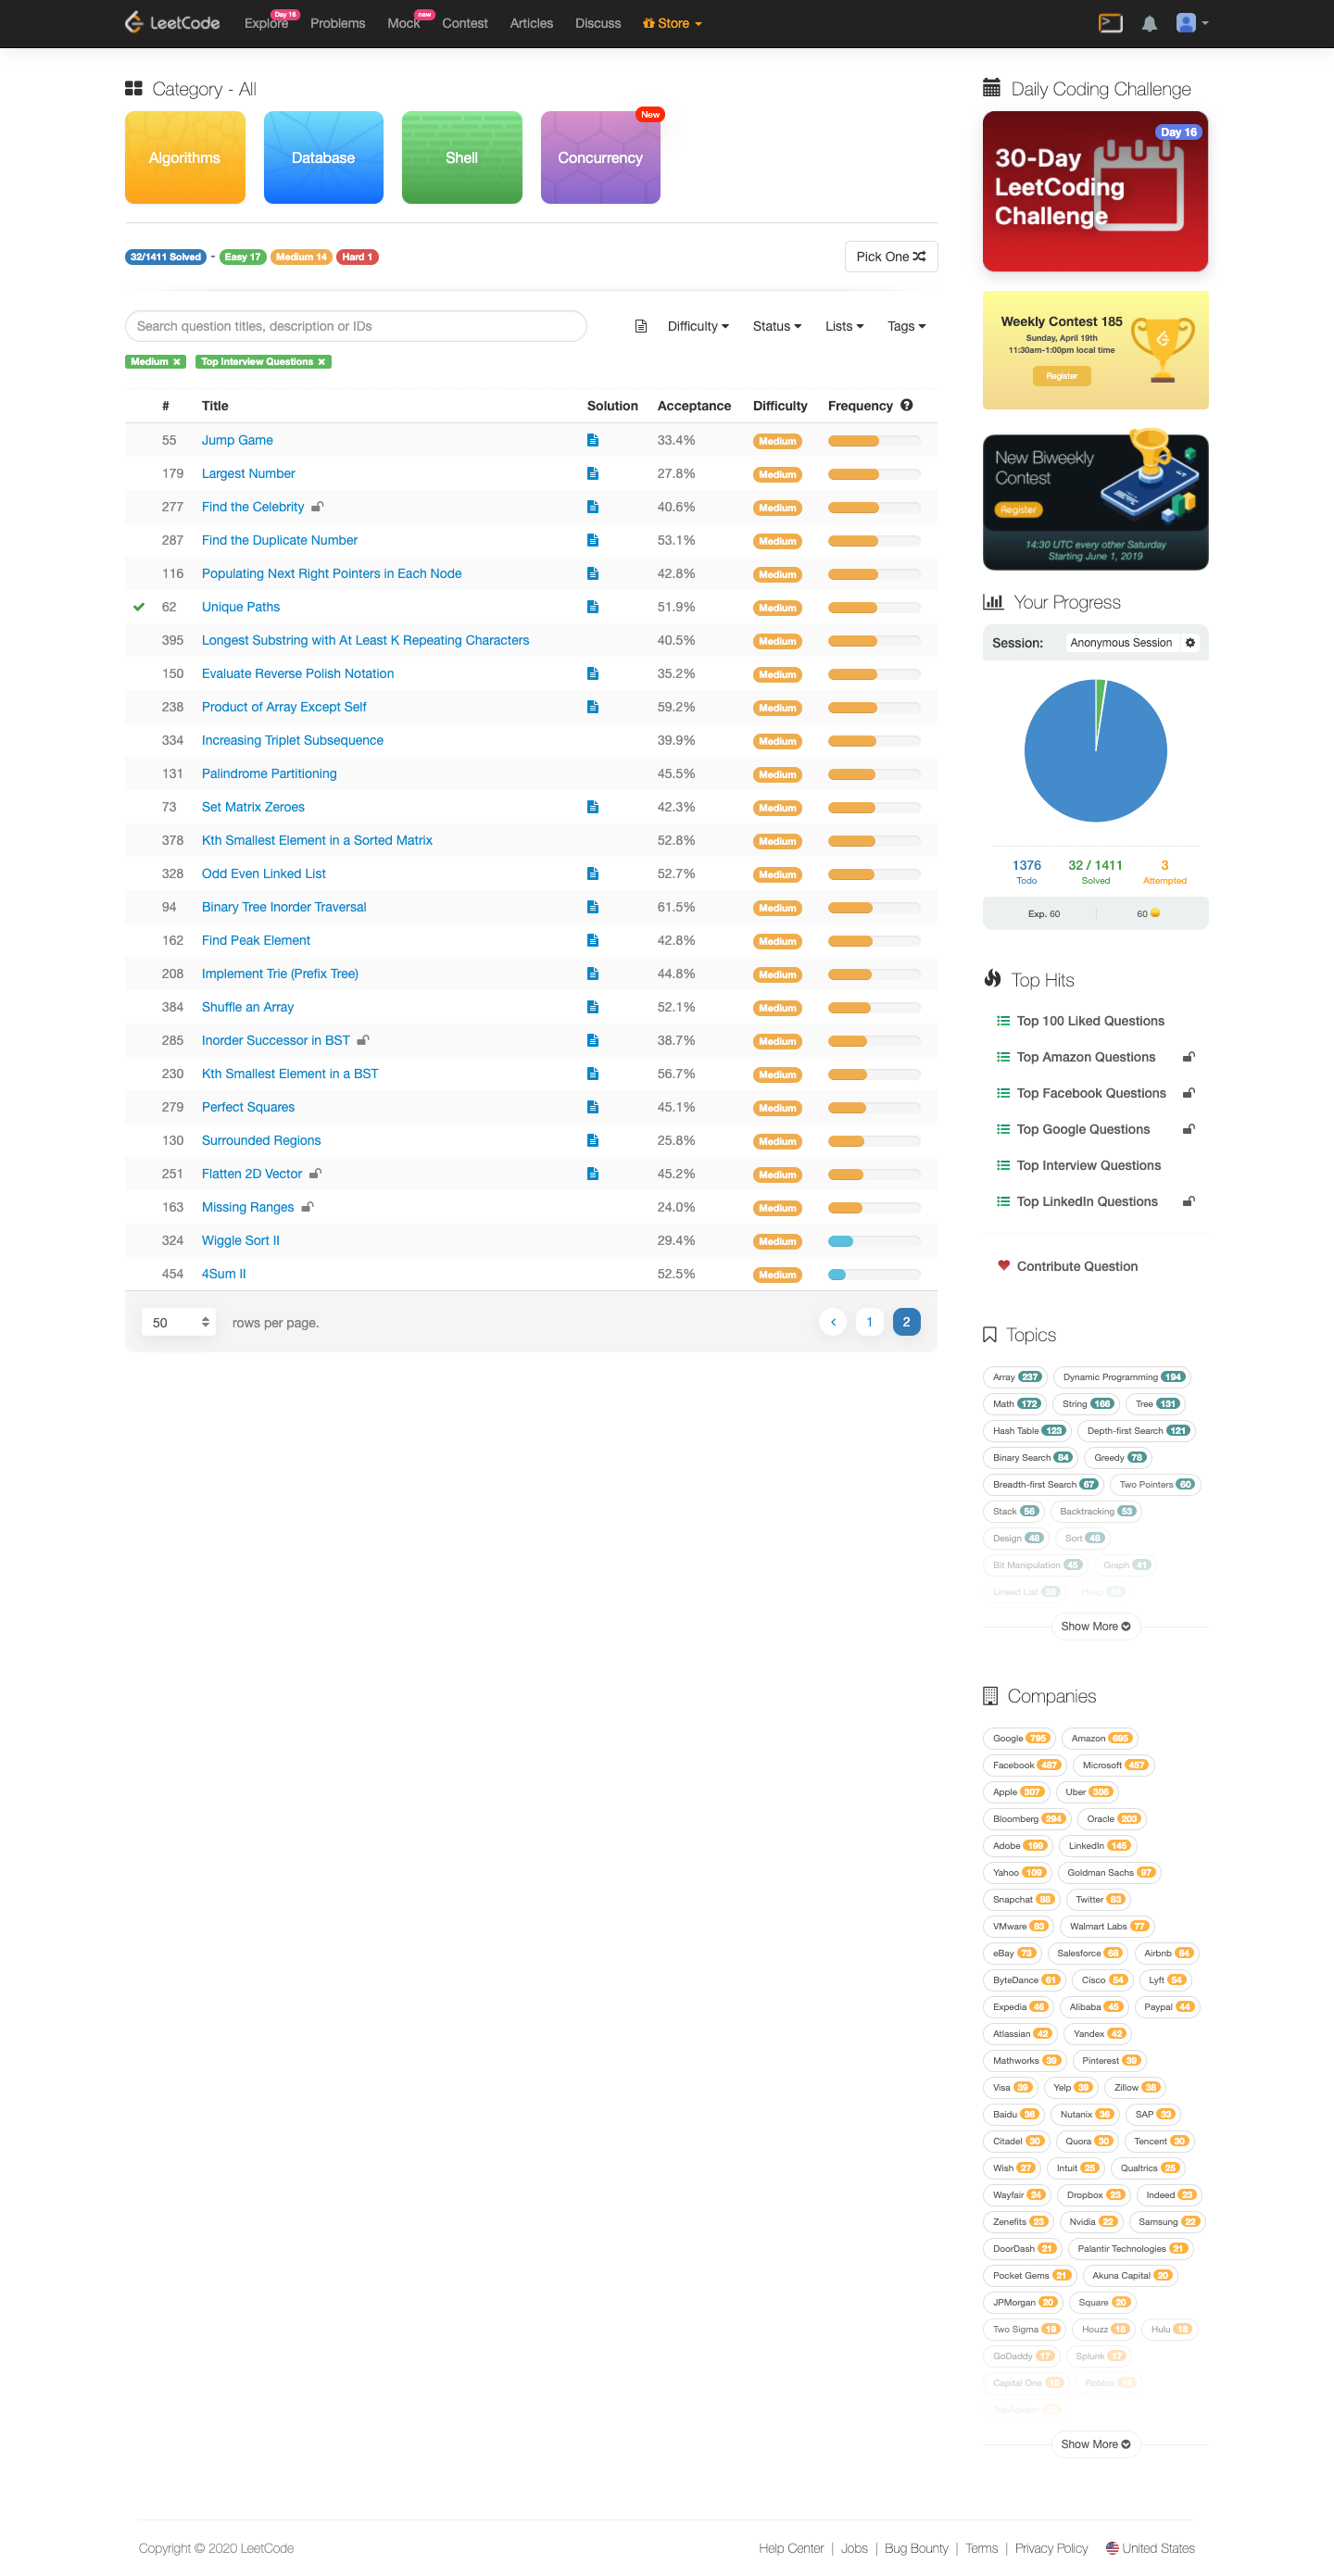 LeetCode Explore Day 16 Problems Mock new Contest Articles Discuss Store
Category - All
Algorithms Database Shell Concurrency New
32/1411 Solved - Easy 17 Medium 14 Hard 1
Pick One
Search question titles, description or IDs
Difficulty Status Lists Tags
Medium × Top Interview Questions ×
# Title Solution Acceptance Difficulty Frequency
55 Jump Game 33.4% Medium
179 Largest Number 27.8% Medium
277 Find the Celebrity 40.6% Medium
287 Find the Duplicate Number 53.1% Medium
116 Populating Next Right Pointers in Each Node 42.8% Medium
62 Unique Paths 51.9% Medium
395 Longest Substring with At Least K Repeating Characters 40.5% Medium
150 Evaluate Reverse Polish Notation 35.2% Medium
238 Product of Array Except Self 59.2% Medium
334 Increasing Triplet Subsequence 39.9% Medium
131 Palindrome Partitioning 45.5% Medium
73 Set Matrix Zeroes 42.3% Medium
378 Kth Smallest Element in a Sorted Matrix 52.8% Medium
328 Odd Even Linked List 52.7% Medium
94 Binary Tree Inorder Traversal 61.5% Medium
162 Find Peak Element 42.8% Medium
208 Implement Trie (Prefix Tree) 44.8% Medium
384 Shuffle an Array 52.1% Medium
285 Inorder Successor in BST 38.7% Medium
230 Kth Smallest Element in a BST 56.7% Medium
279 Perfect Squares 45.1% Medium
130 Surrounded Regions 25.8% Medium
251 Flatten 2D Vector 45.2% Medium
163 Missing Ranges 24.0% Medium
324 Wiggle Sort II 29.4% Medium
454 4Sum II 52.5% Medium
50 rows per page. 1 2
Daily Coding Challenge
Day 16
30-Day
LeetCoding
Challenge
Weekly Contest 185
Sunday, April 19th
11:30am-1:00pm local time
Register
New Biweekly
Contest
Register
14:30 UTC every other Saturday
Starting June 1, 2019
Your Progress
Session: Anonymous Session
1376 32 / 1411 3
Todo Solved Attempted
Exp. 60 60
Top Hits
Top 100 Liked Questions
Top Amazon Questions
Top Facebook Questions
Top Google Questions
Top Interview Questions
Top LinkedIn Questions
Contribute Question
Topics
Array 237 Dynamic Programming 194
Math 172 String 166 Tree 131
Hash Table 123 Depth-first Search 121
Binary Search 84 Greedy 78
Breadth-first Search 67 Two Pointers 60
Stack 56 Backtracking 53
Design 48 Sort 48
Bit Manipulation 45 Graph 41
Linked List Heap
Show More
Companies
Google 795 Amazon 695
Facebook 487 Microsoft 457
Apple 307 Uber 306
Bloomberg 294 Oracle 203
Adobe 199 LinkedIn 145
Yahoo 109 Goldman Sachs 97
Snapchat 88 Twitter 83
VMware 83 Walmart Labs 77
eBay 73 Salesforce 68 Airbnb 64
ByteDance 61 Cisco 54 Lyft 54
Expedia 46 Alibaba 45 Paypal 44
Atlassian 42 Yandex 42
Mathworks 39 Pinterest 39
Visa 39 Yelp 39 Zillow 38
Baidu 36 Nutanix 36 SAP 33
Citadel 30 Quora 30 Tencent 30
Wish 27 Intuit 25 Qualtrics 25
Wayfair 24 Dropbox 23 Indeed 23
Zenefits 23 Nvidia 22 Samsung 22
DoorDash 21 Palantir Technologies 21
Pocket Gems 21 Akuna Capital 20
JPMorgan 20 Square 20
Two Sigma 19 Houzz 18 Hulu 18
GoDaddy 17 Splunk 17
Capital One Roblox
Show More
Copyright © 2020 LeetCode
Help Center | Jobs | Bug Bounty | Terms | Privacy Policy United States